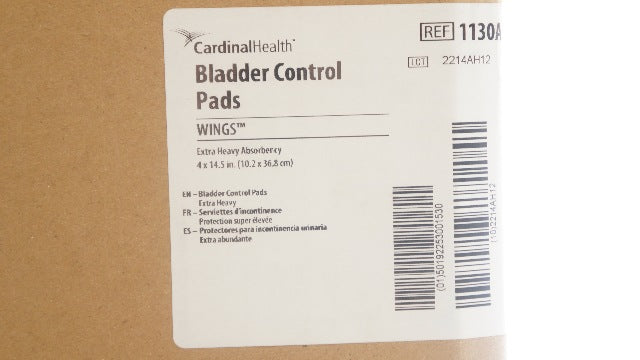 CardinalHealth
Bladder Control
Pads
WINGS™
Extra Heavy Absorbency
4 x 14.5 in. (10.2 x 36.8 cm)
EN – Bladder Control Pads
Extra Heavy
FR – Serviettes d'incontinence
Protection super élevée
ES – Protectores para incontinencia urinaria
Extra abundante
REF 1130A
LOT 2214AH12
(01)50192253001530
(10)2214AH12